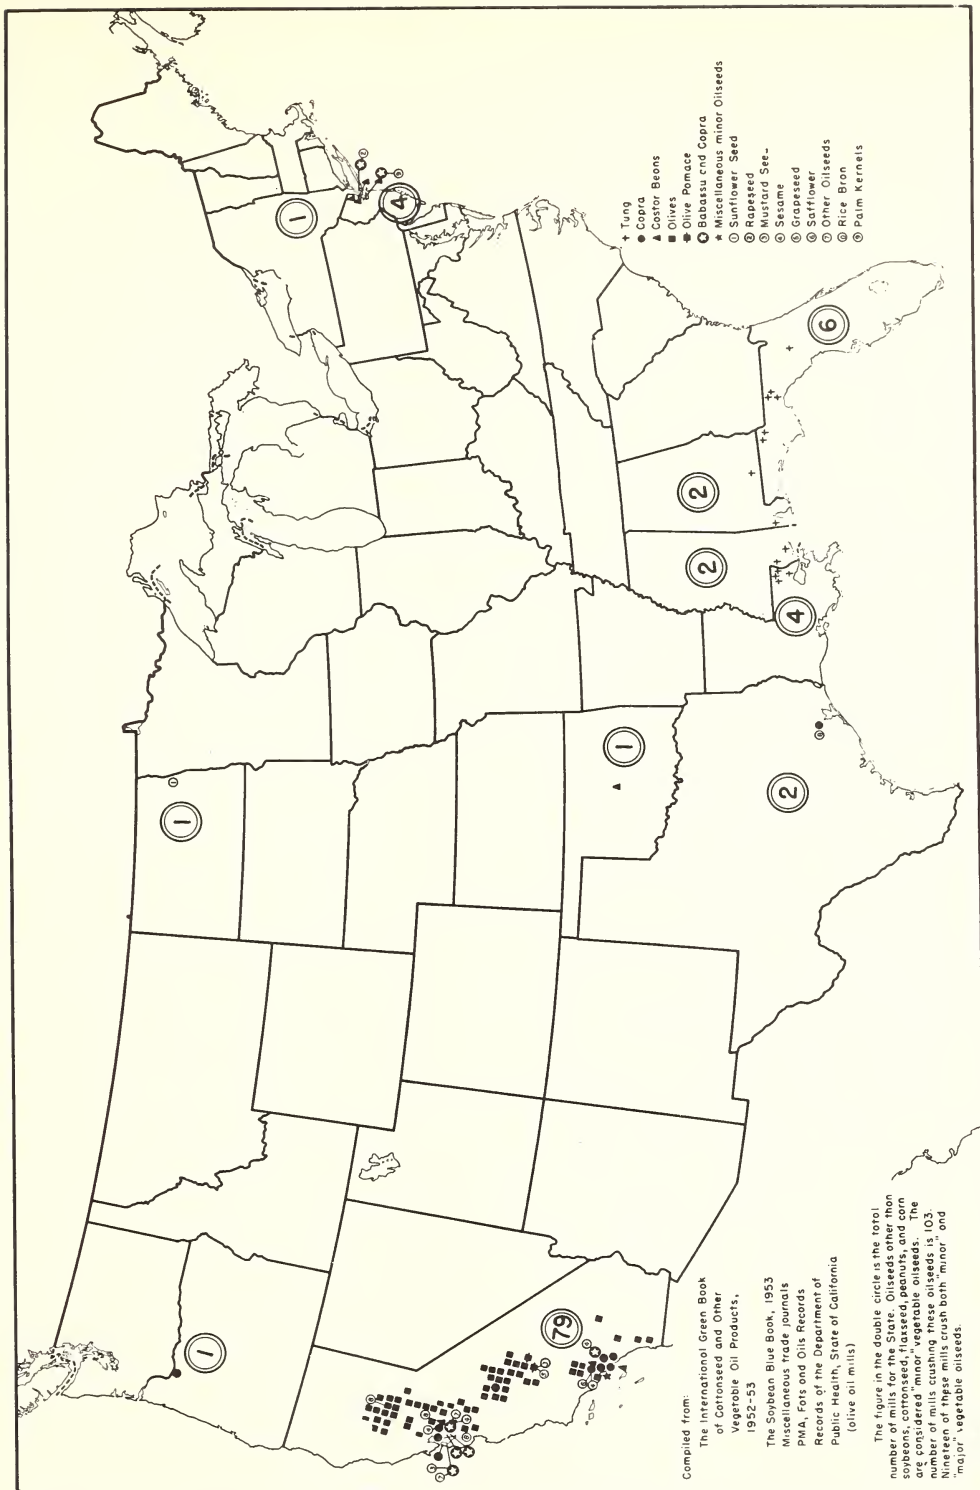 + Tung
● Copra
▲ Castor Beans
■ Olives
Olive Pomace
✪ Babassu and Copra
★ Miscellaneous minor Oilseeds
① Sunflower Seed
② Rapeseed
③ Mustard See-
④ Sesame
⑤ Grapeseed
⑥ Safflower
⑦ Other Oilseeds
⑧ Rice Bran
⑨ Palm Kernels
1
4
1
1
1
2
2
4
6
2
1
79
Compiled from:
The International Green Book
of Cottonseed and Other
Vegetable Oil Products,
1952-53
The Soybean Blue Book, 1953
Miscellaneous trade journals
PMA, Fats and Oils Records
Records of the Department of
Public Health, State of California
(olive oil mills)
The figure in the double circle is the total
number of mills for the State. Oilseeds other than
soybeans, cottonseed, flaxseed, peanuts, and corn
are considered "minor" vegetable oilseeds. The
number of mills crushing these oilseeds is 103.
Nineteen of these mills crush both "minor" and
"major" vegetable oilseeds.